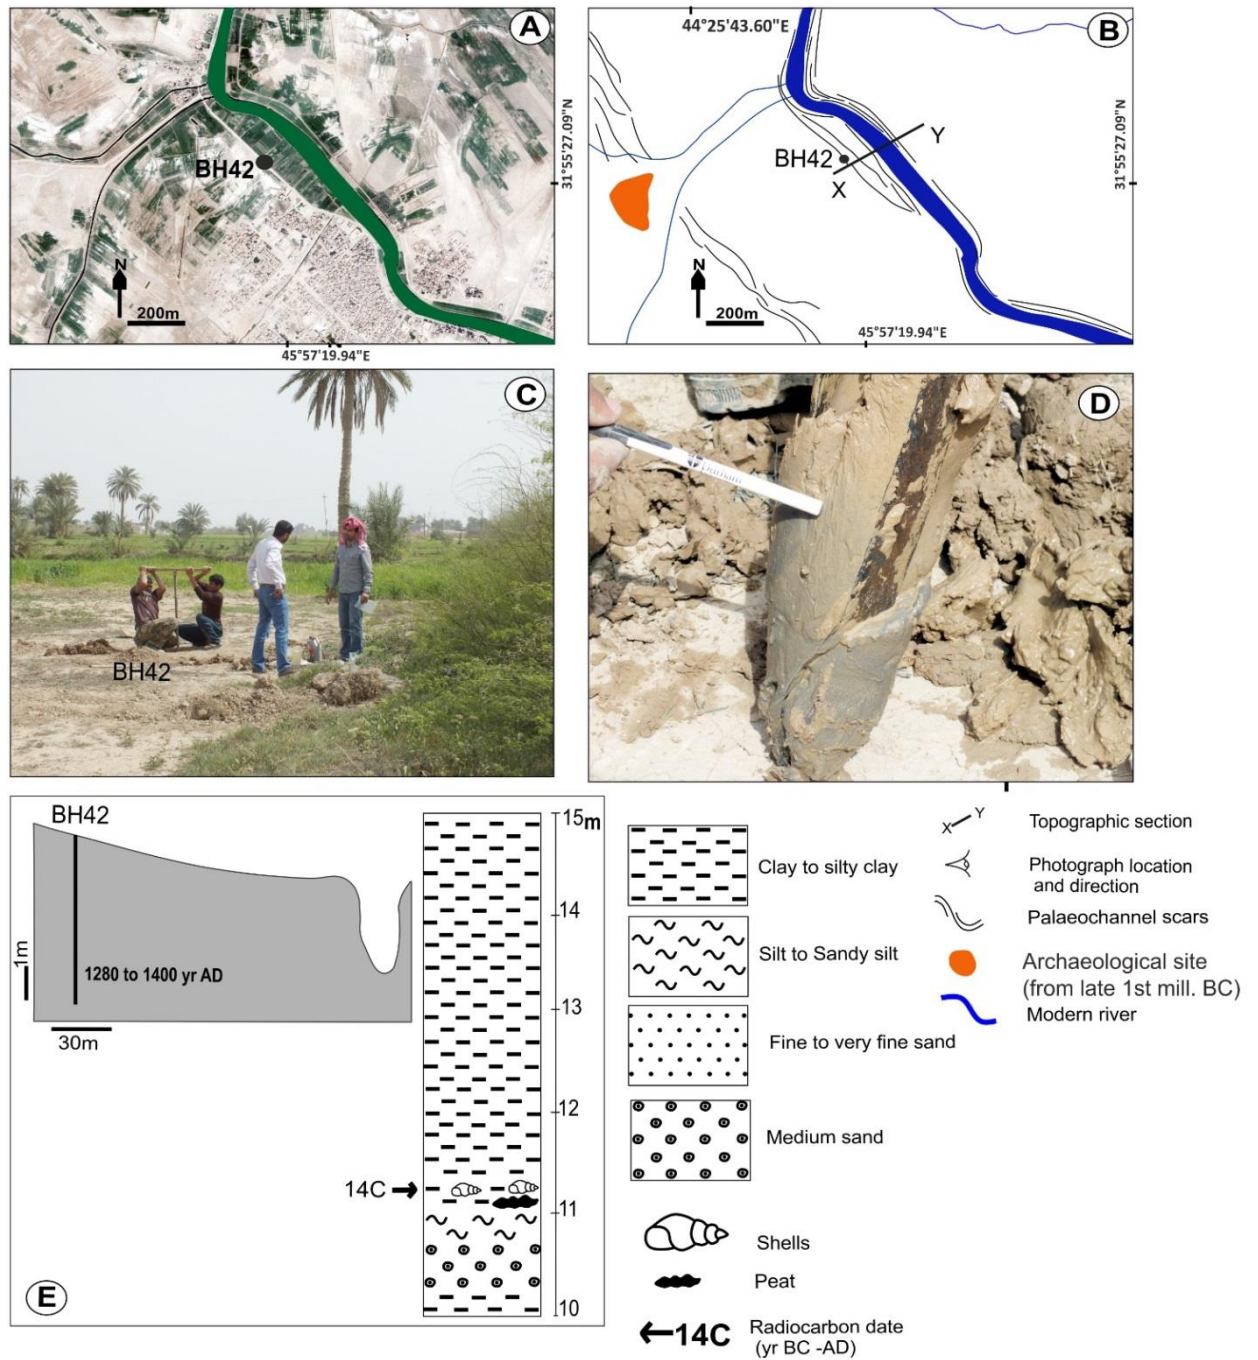 A
BH42
N
200m
31°55'27.09"N
45°57'19.94"E
44°25'43.60"E
B
BH42
X
Y
N
200m
31°55'27.09"N
45°57'19.94"E
C
BH42
D
Durham
BH42
1m
1280 to 1400 yr AD
30m
15m
14
13
12
14C
11
10
E
Clay to silty clay
Silt to Sandy silt
Fine to very fine sand
Medium sand
Shells
Peat
14C
Radiocarbon date
(yr BC -AD)
X Y
Topographic section
Photograph location
and direction
Palaeochannel scars
Archaeological site
(from late 1st mill. BC)
Modern river